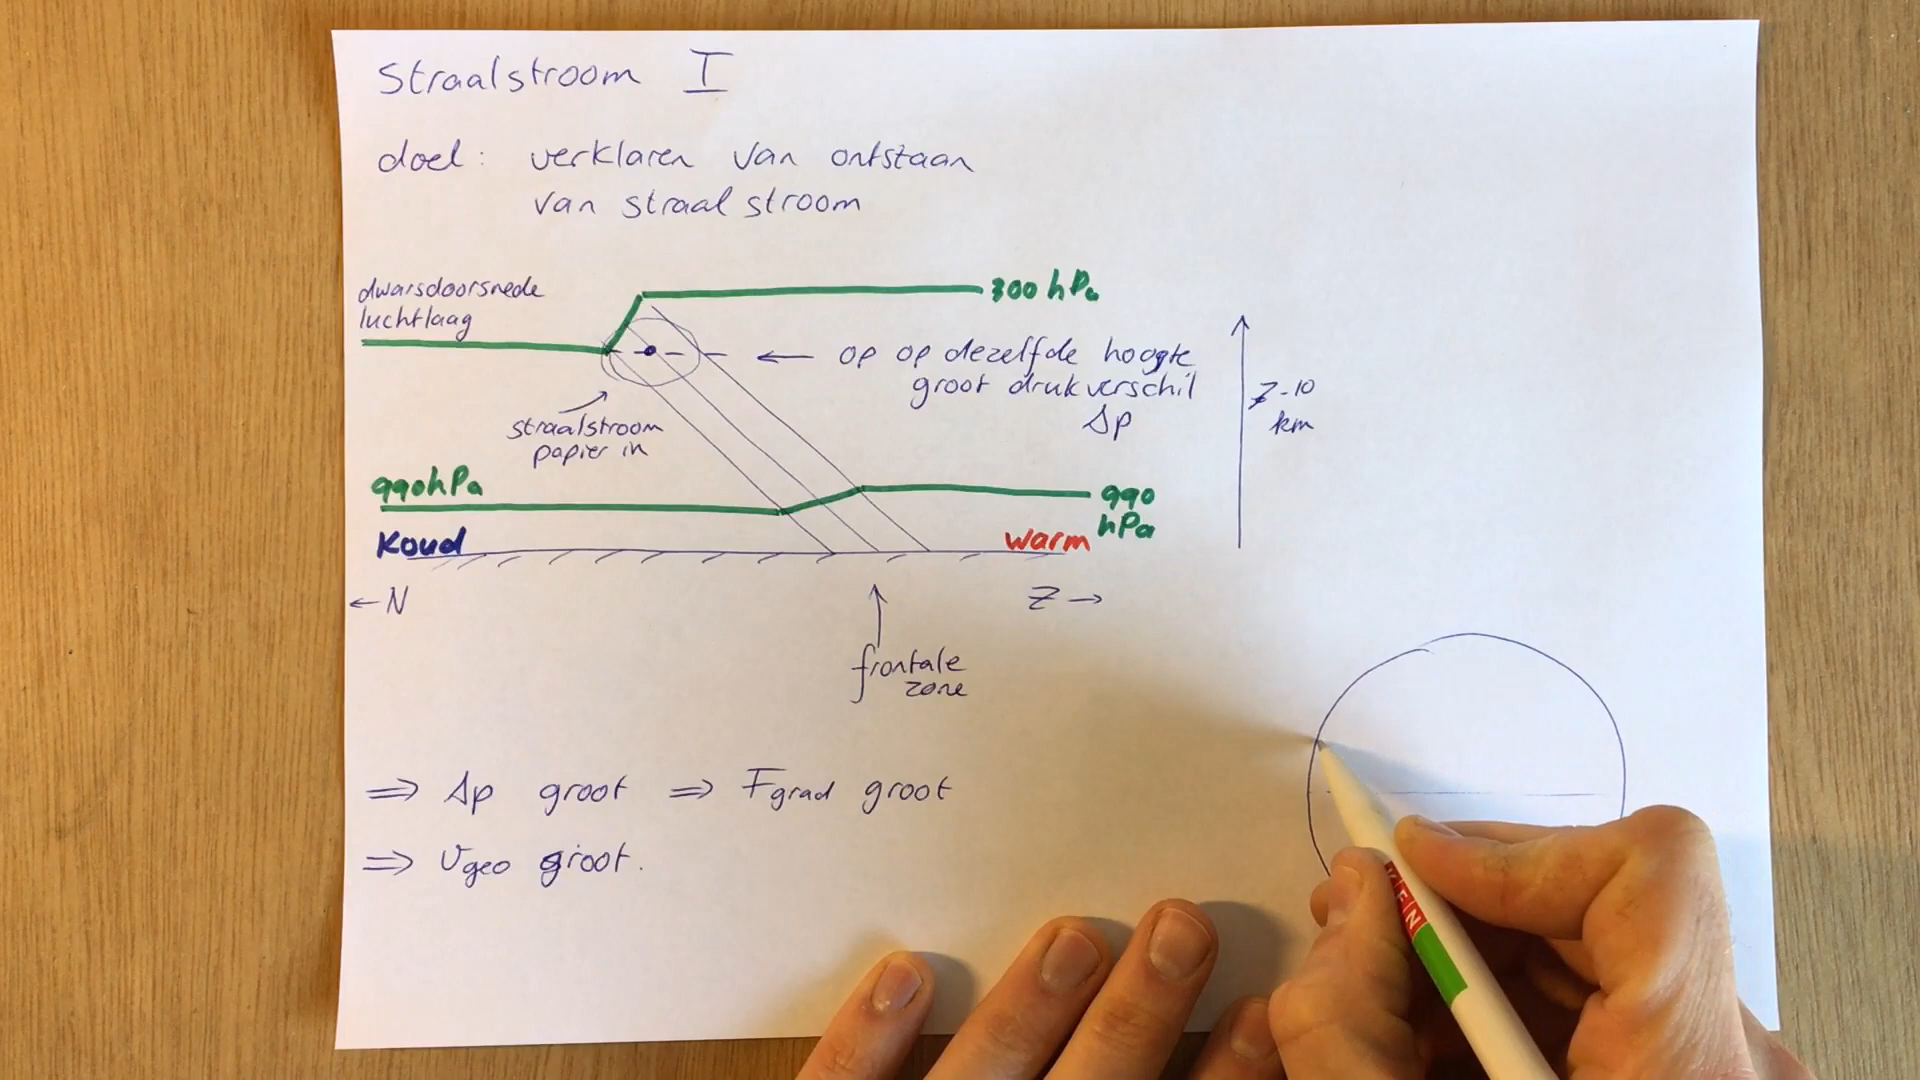 Straalstroom I
doel: verklaren van ontstaan
van straalstroom
dwarsdoorsnede
luchtlaag
300 hPa
op op dezelfde hoogte
groot drukverschil
Δp
7-10
km
straalstroom
papier in
990hPa
990
hPa
Koud
warm
← N
Z →
frontale
zone
⇒ Δp groot ⇒ Fgrad groot
⇒ Vgeo groot.